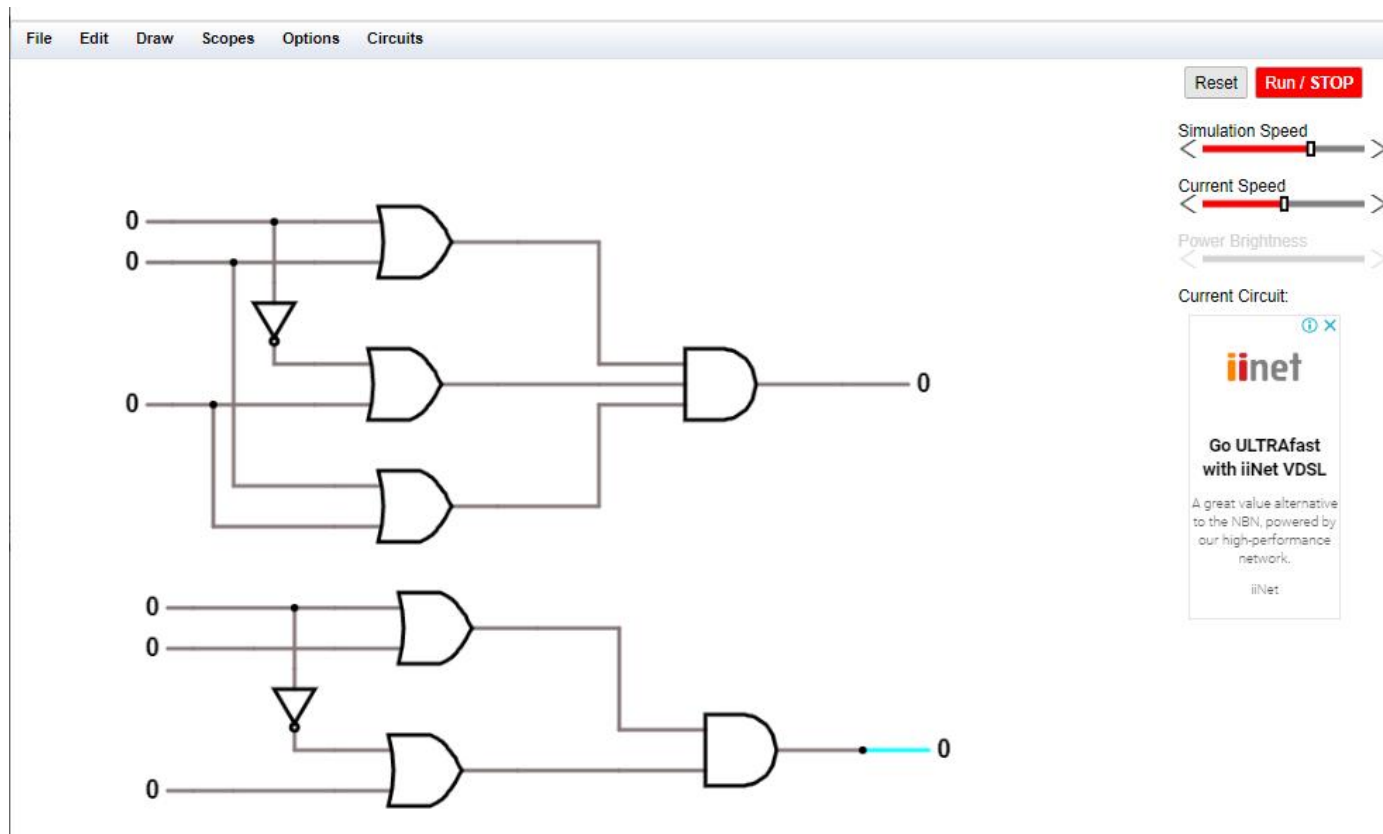 File Edit Draw Scopes Options Circuits
Reset Run / STOP
Simulation Speed
Current Speed
Power Brightness
Current Circuit:
iinet
Go ULTRAfast
with iiNet VDSL
A great value alternative
to the NBN, powered by
our high-performance
network.
iiNet
0
0
0
0
0
0
0
0